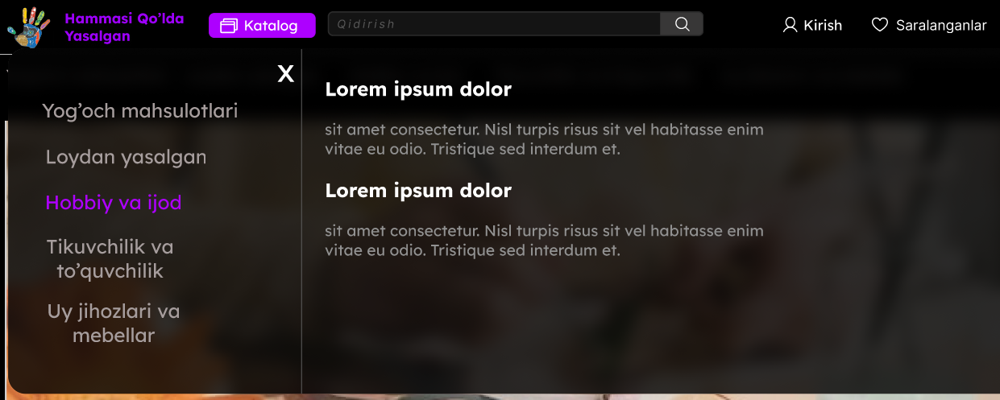 Hammasi Qo’lda
Yasalgan
Katalog
Qidirish
Kirish
Saralanganlar
X
Yog’och mahsulotlari
Loydan yasalgan
Hobbiy va ijod
Tikuvchilik va
to’quvchilik
Uy jihozlari va
mebellar
Lorem ipsum dolor
sit amet consectetur. Nisl turpis risus sit vel habitasse enim
vitae eu odio. Tristique sed interdum et.
Lorem ipsum dolor
sit amet consectetur. Nisl turpis risus sit vel habitasse enim
vitae eu odio. Tristique sed interdum et.